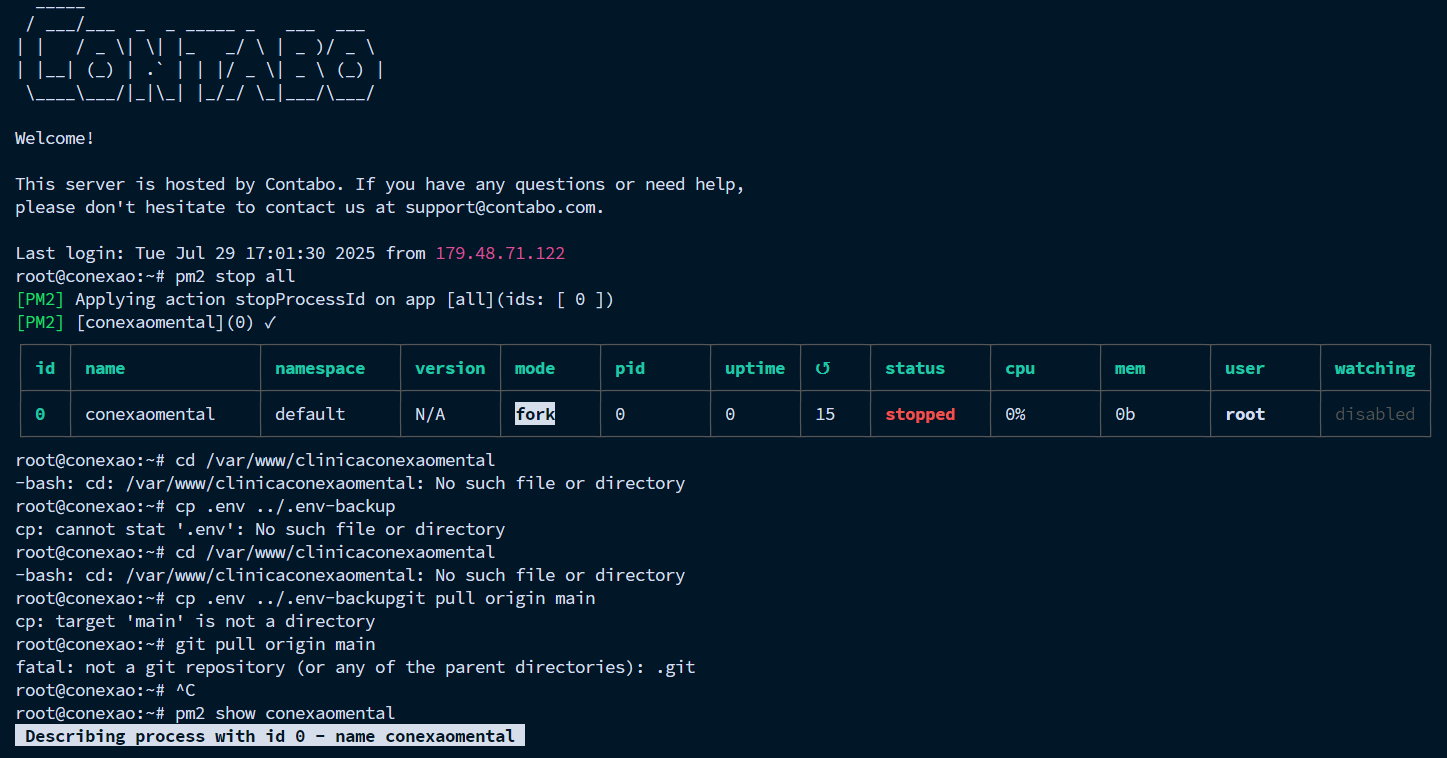 _____
 / ___/___  _  _ _____ _   ___  ___
| |   / _ \| \| |_   _/ \ | _ )/ _ \
| |__| (_) | .` | | |/ _ \| _ \ (_) |
 \____\___/|_|\_| |_/_/ \_|___/\___/
Welcome!
This server is hosted by Contabo. If you have any questions or need help,
please don't hesitate to contact us at support@contabo.com.
Last login: Tue Jul 29 17:01:30 2025 from 179.48.71.122
root@conexao:~# pm2 stop all
[PM2] Applying action stopProcessId on app [all](ids: [ 0 ])
[PM2] [conexaomental](0) ✓
id name namespace version mode pid uptime ↺ status cpu mem user watching
0 conexaomental default N/A fork 0 0 15 stopped 0% 0b root disabled
root@conexao:~# cd /var/www/clinicaconexaomental
-bash: cd: /var/www/clinicaconexaomental: No such file or directory
root@conexao:~# cp .env ../.env-backup
cp: cannot stat '.env': No such file or directory
root@conexao:~# cd /var/www/clinicaconexaomental
-bash: cd: /var/www/clinicaconexaomental: No such file or directory
root@conexao:~# cp .env ../.env-backupgit pull origin main
cp: target 'main' is not a directory
root@conexao:~# git pull origin main
fatal: not a git repository (or any of the parent directories): .git
root@conexao:~# ^C
root@conexao:~# pm2 show conexaomental
Describing process with id 0 - name conexaomental